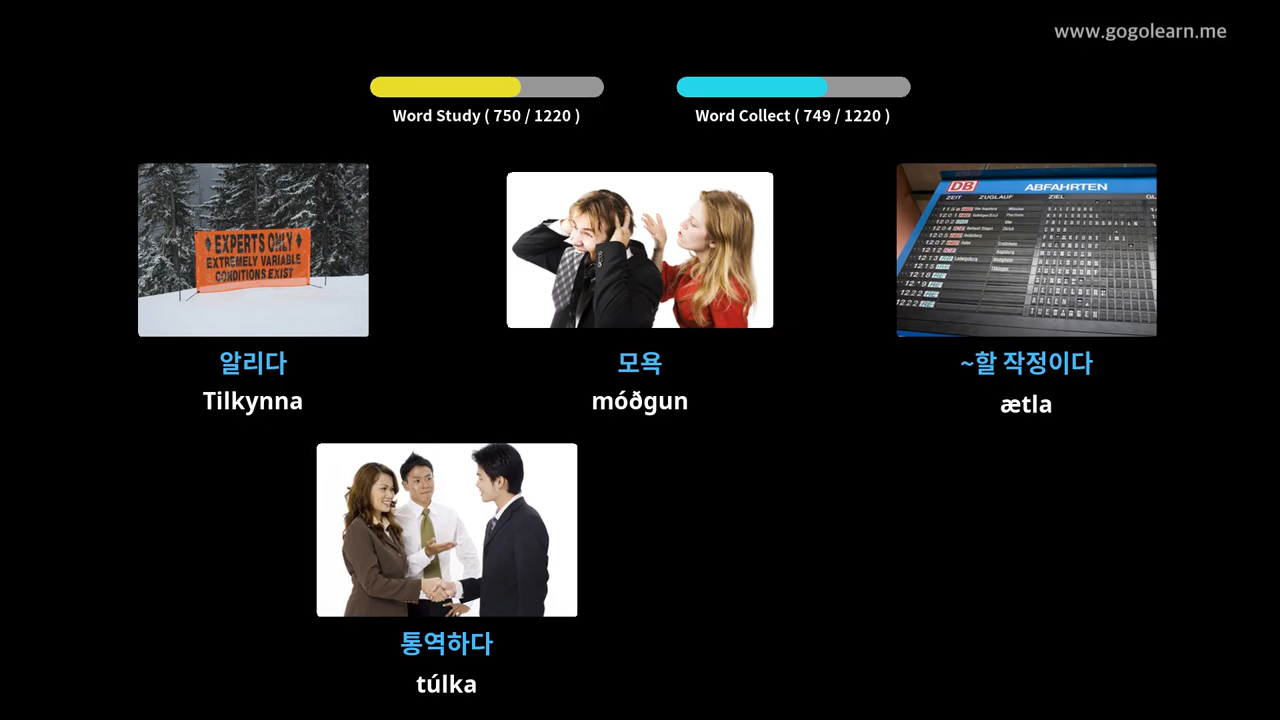 www.gogolearn.me
Word Study ( 750 / 1220 )
Word Collect ( 749 / 1220 )
EXPERTS ONLY
EXTREMELY VARIABLE
CONDITIONS EXIST
DB ABFAHRTEN
ZEIT ZUGLAUF ZIEL
알리다
모욕
~할 작정이다
Tilkynna
móðgun
ætla
통역하다
túlka